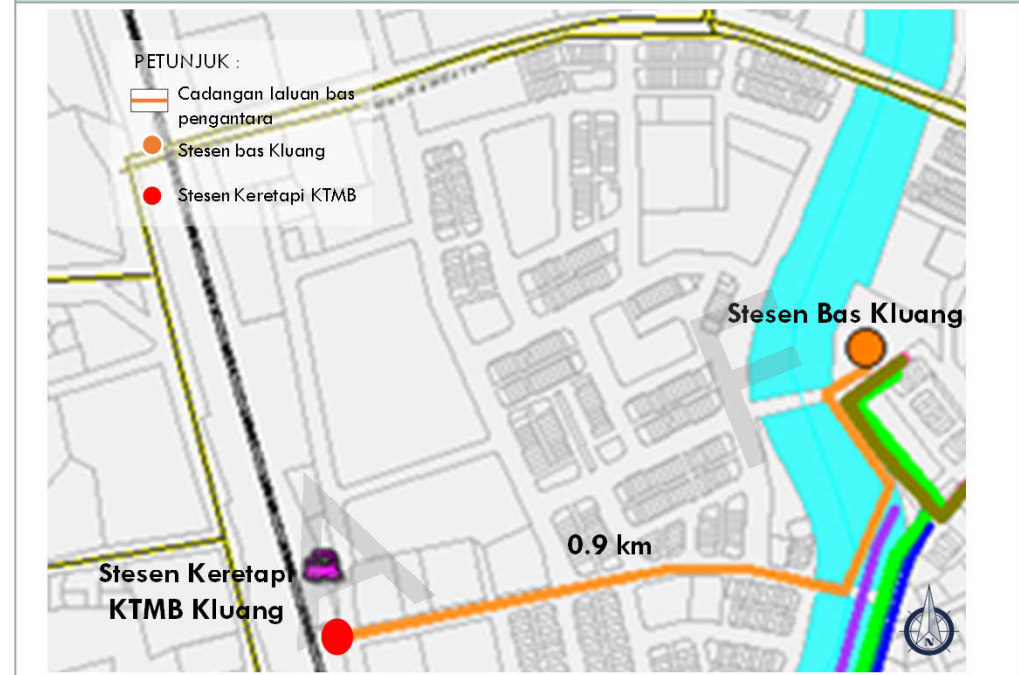 PETUNJUK :
Cadangan laluan bas
pengantara
Stesen bas Kluang
Stesen Keretapi KTMB
Stesen Bas Kluang
0.9 km
Stesen Keretapi
KTMB Kluang
N
A
F